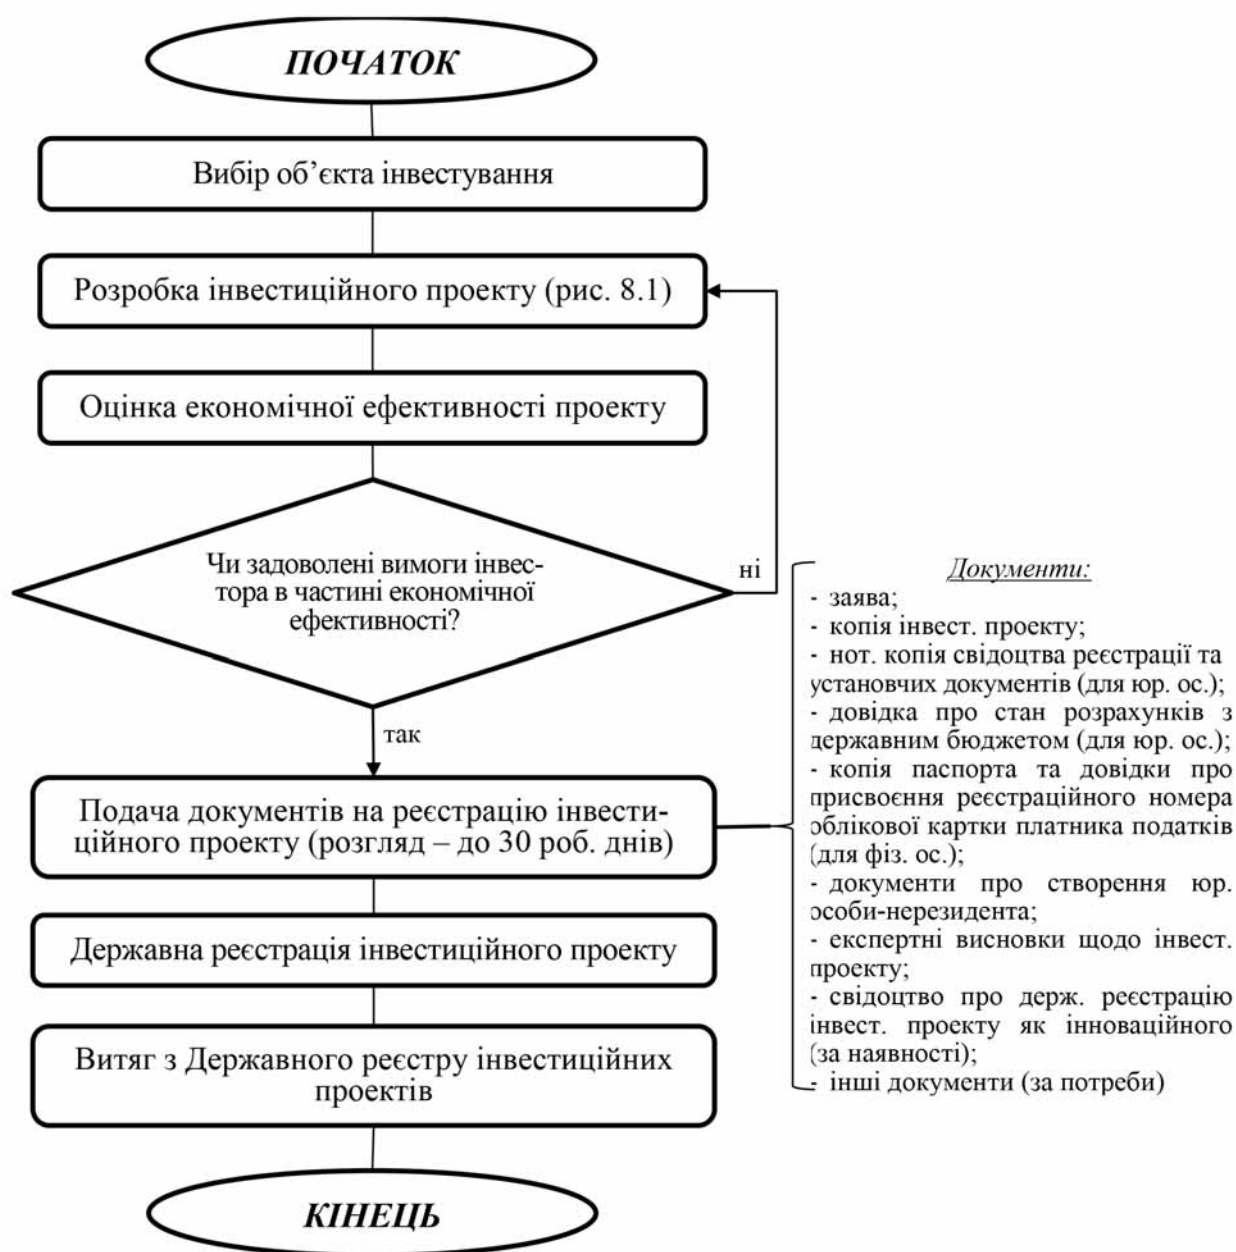 ПОЧАТОК
Вибір об’єкта інвестування
Розробка інвестиційного проекту (рис. 8.1)
Оцінка економічної ефективності проекту
Чи задоволені вимоги інвес-
тора в частині економічної
ефективності?
ні
так
Подача документів на реєстрацію інвести-
ційного проекту (розгляд – до 30 роб. днів)
Державна реєстрація інвестиційного проекту
Витяг з Державного реєстру інвестиційних
проектів
КІНЕЦЬ
Документи:
- заява;
- копія інвест. проекту;
- нот. копія свідоцтва реєстрації та
установчих документів (для юр. ос.);
- довідка про стан розрахунків з
державним бюджетом (для юр. ос.);
- копія паспорта та довідки про
присвоєння реєстраційного номера
облікової картки платника податків
(для фіз. ос.);
- документи про створення юр.
особи-нерезидента;
- експертні висновки щодо інвест.
проекту;
- свідоцтво про держ. реєстрацію
інвест. проекту як інноваційного
(за наявності);
- інші документи (за потреби)